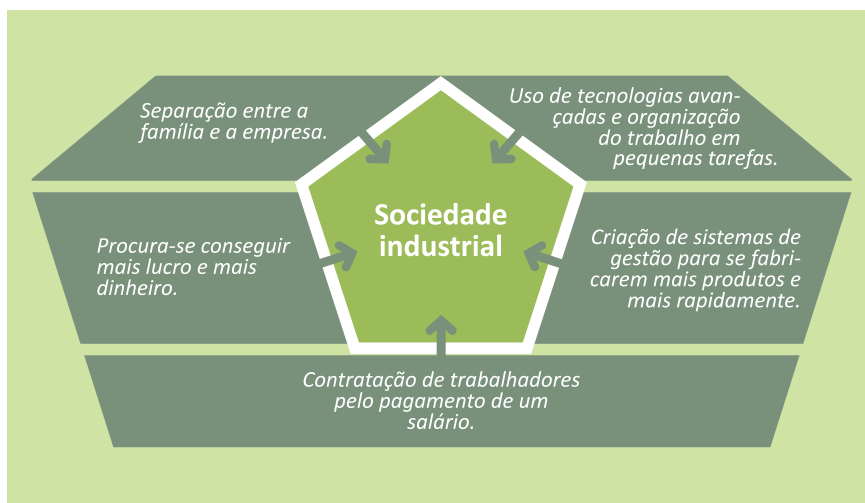 Separação entre a
família e a empresa.
Uso de tecnologias avan-
çadas e organização
do trabalho em
pequenas tarefas.
Sociedade
industrial
Procura-se conseguir
mais lucro e mais
dinheiro.
Criação de sistemas de
gestão para se fabri-
carem mais produtos e
mais rapidamente.
Contratação de trabalhadores
pelo pagamento de um
salário.